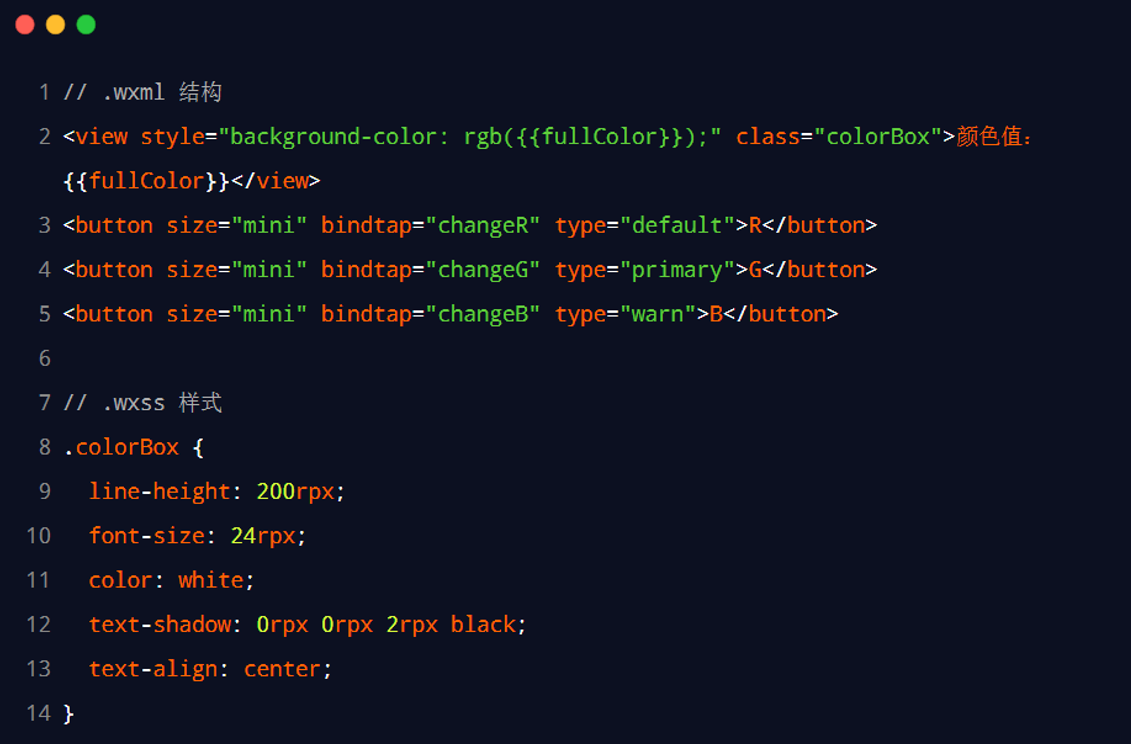 1 // .wxml 结构
2 <view style="background-color: rgb({{fullColor}});" class="colorBox">颜色值：
{{fullColor}}</view>
3 <button size="mini" bindtap="changeR" type="default">R</button>
4 <button size="mini" bindtap="changeG" type="primary">G</button>
5 <button size="mini" bindtap="changeB" type="warn">B</button>
6
7 // .wxss 样式
8 .colorBox {
9   line-height: 200rpx;
10   font-size: 24rpx;
11   color: white;
12   text-shadow: 0rpx 0rpx 2rpx black;
13   text-align: center;
14 }